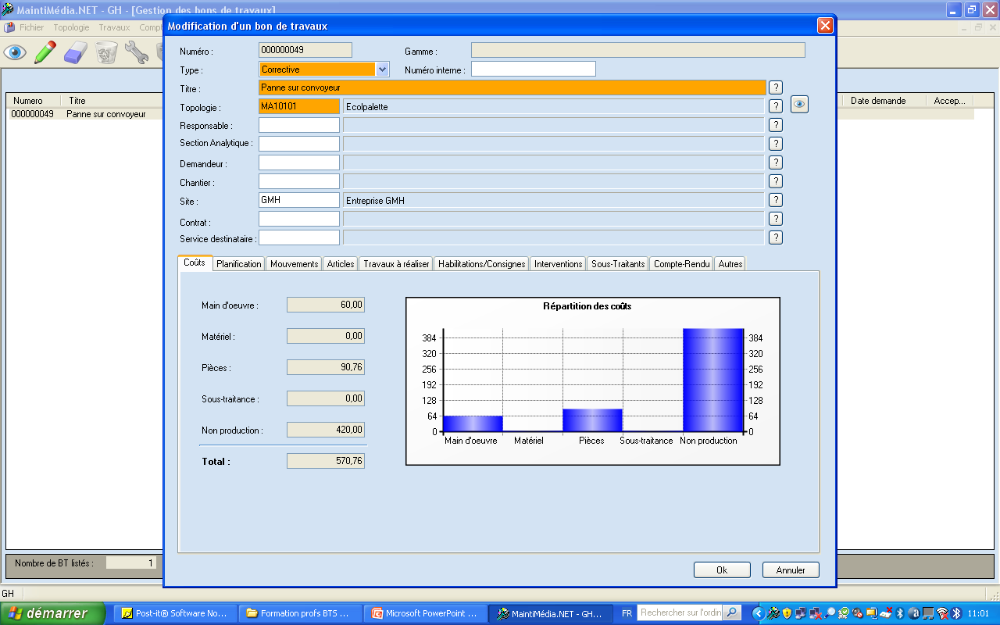 MaintiMédia.NET - GH - [Gestion des bons de travaux]
Fichier Topologie Travaux
Modification d'un bon de travaux
Numéro : 000000049 Gamme :
Type : Corrective Numéro interne :
Titre : Panne sur convoyeur ?
Topologie : MA10101 Ecolpalette ?
Responsable : ?
Section Analytique : ?
Demandeur : ?
Chantier : ?
Site : GMH Entreprise GMH ?
Contrat : ?
Service destinataire : ?
Numero Titre Date demande Accep...
000000049 Panne sur convoyeur
Coûts Planification Mouvements Articles Travaux à réaliser Habilitations/Consignes Interventions Sous-Traitants Compte-Rendu Autres
Main d'oeuvre : 60,00
Matériel : 0,00
Pièces : 90,76
Sous-traitance : 0,00
Non production : 420,00
Total : 570,76
Répartition des coûts
384 384
320 320
256 256
192 192
128 128
64 64
0 0
Main d'oeuvre Matériel Pièces Sous-traitance Non production
Ok Annuler
Nombre de BT listés : 1
GH
démarrer Post-it® Software No... Formation profs BTS ... Microsoft PowerPoint ... MaintiMédia.NET - GH... FR Rechercher sur l'ordin 11:01